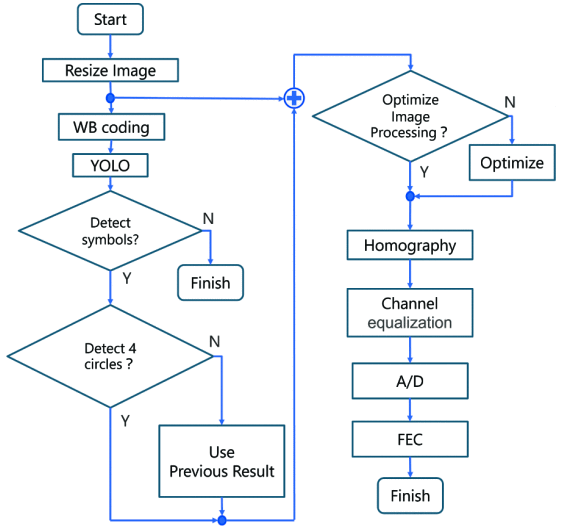 Start
Resize Image
WB coding
YOLO
Detect
symbols?
N
Y
Finish
Detect 4
circles ?
N
Y
Use
Previous Result
Optimize
Image
Processing ?
N
Y
Optimize
Homography
Channel
equalization
A/D
FEC
Finish